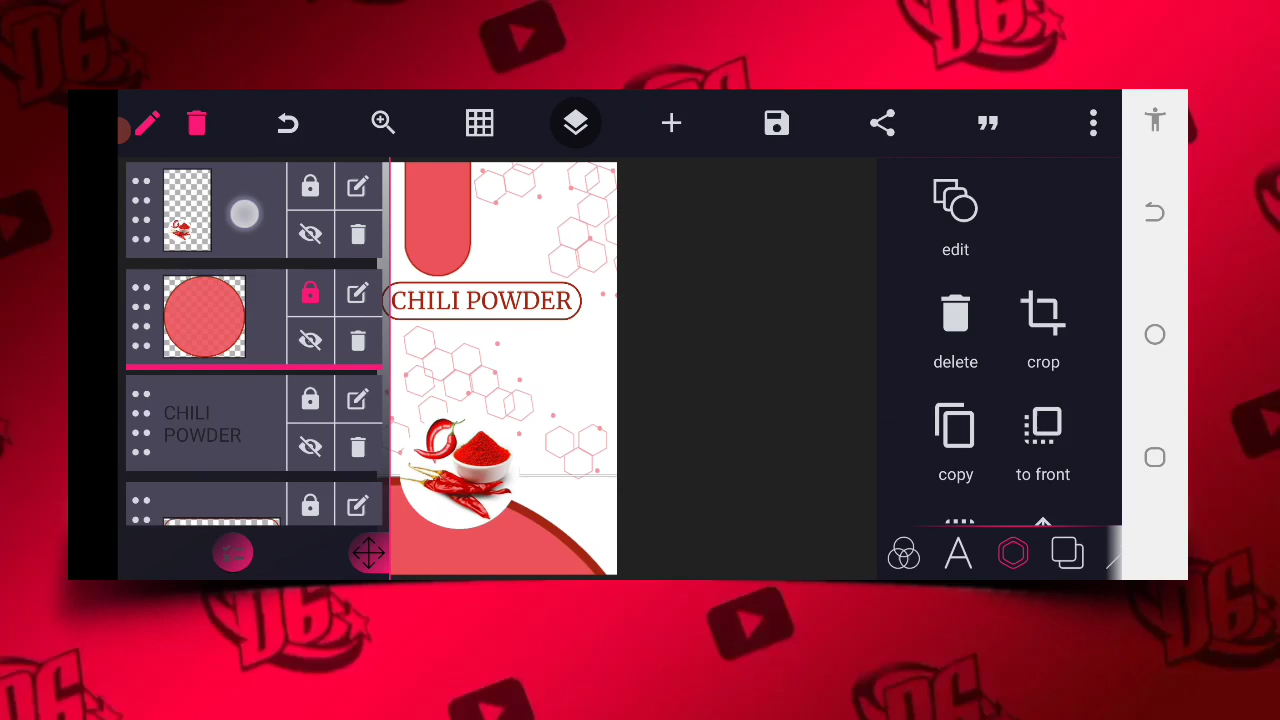 CHILI POWDER
CHILI
POWDER
edit
delete
crop
copy
to front